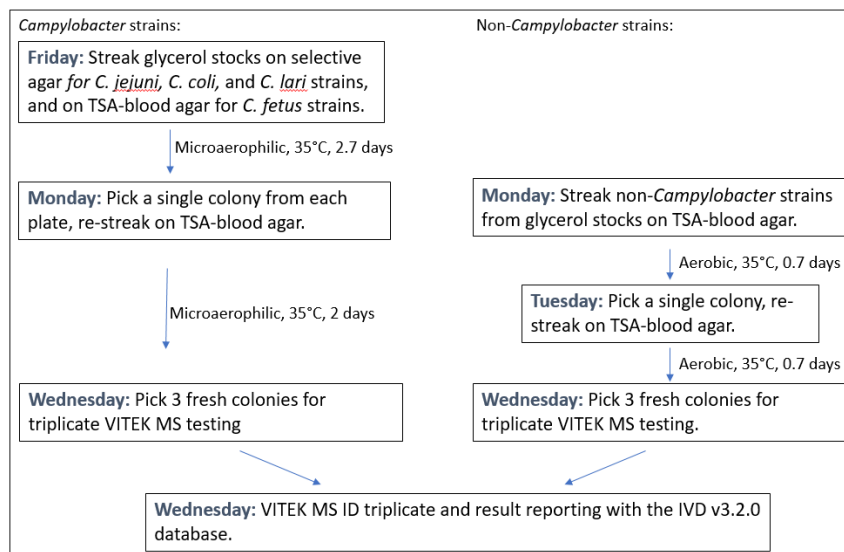 Campylobacter strains:
Non-Campylobacter strains:
Friday: Streak glycerol stocks on selective
agar for C. jejuni, C. coli, and C. lari strains,
and on TSA-blood agar for C. fetus strains.
Microaerophilic, 35°C, 2.7 days
Monday: Pick a single colony from each
plate, re-streak on TSA-blood agar.
Monday: Streak non-Campylobacter strains
from glycerol stocks on TSA-blood agar.
Aerobic, 35°C, 0.7 days
Microaerophilic, 35°C, 2 days
Tuesday: Pick a single colony, re-
streak on TSA-blood agar.
Aerobic, 35°C, 0.7 days
Wednesday: Pick 3 fresh colonies for
triplicate VITEK MS testing
Wednesday: Pick 3 fresh colonies for
triplicate VITEK MS testing.
Wednesday: VITEK MS ID triplicate and result reporting with the IVD v3.2.0
database.